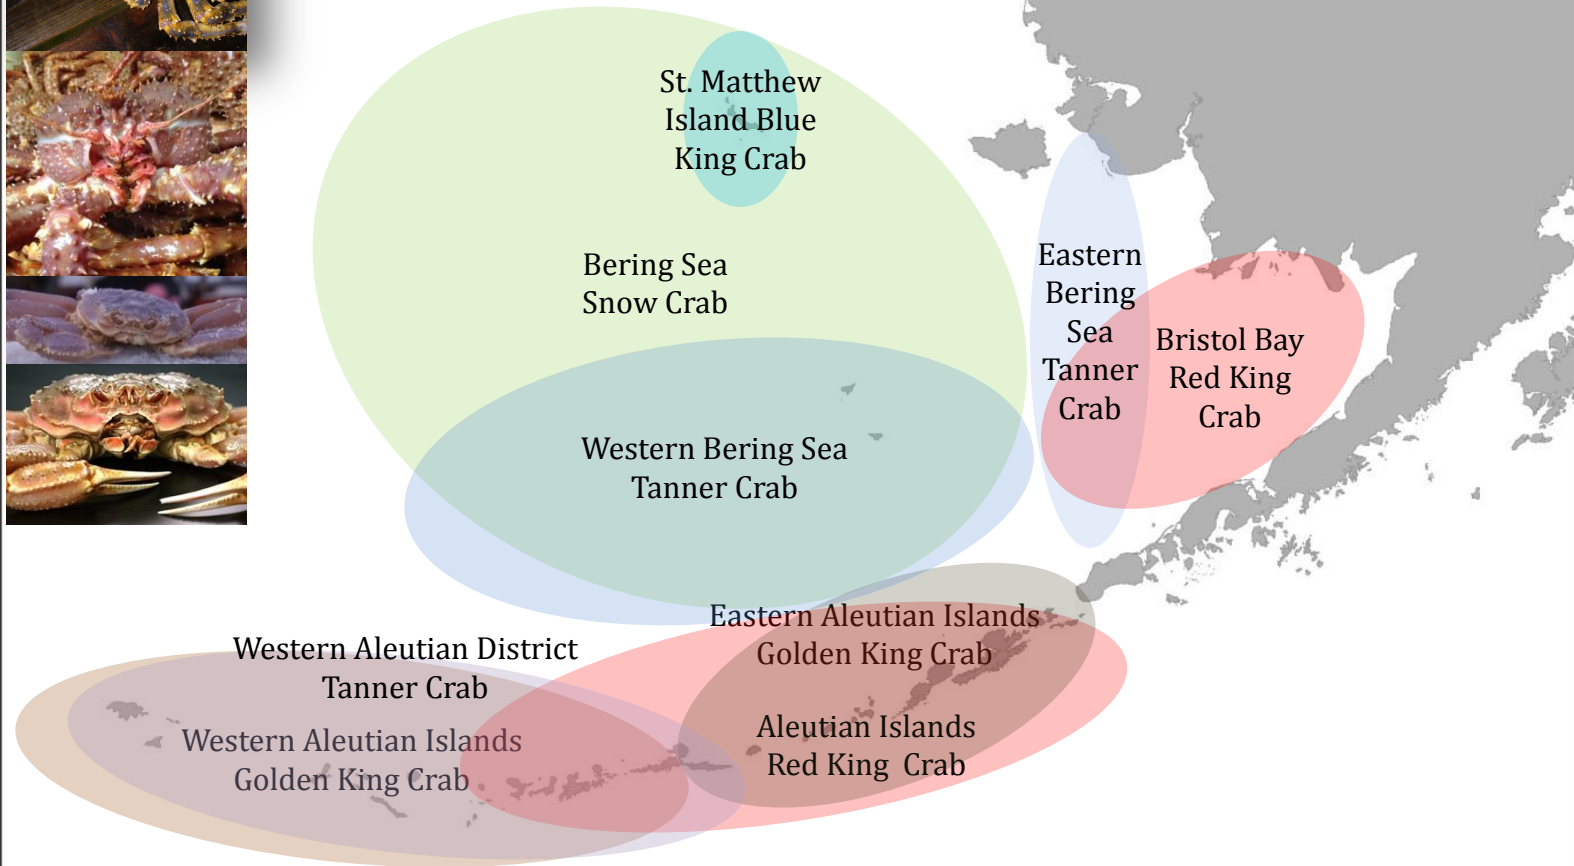 St. Matthew
Island Blue
King Crab
Bering Sea
Snow Crab
Eastern
Bering
Sea
Tanner
Crab
Bristol Bay
Red King
Crab
Western Bering Sea
Tanner Crab
Eastern Aleutian Islands
Golden King Crab
Western Aleutian District
Tanner Crab
Western Aleutian Islands
Golden King Crab
Aleutian Islands
Red King Crab